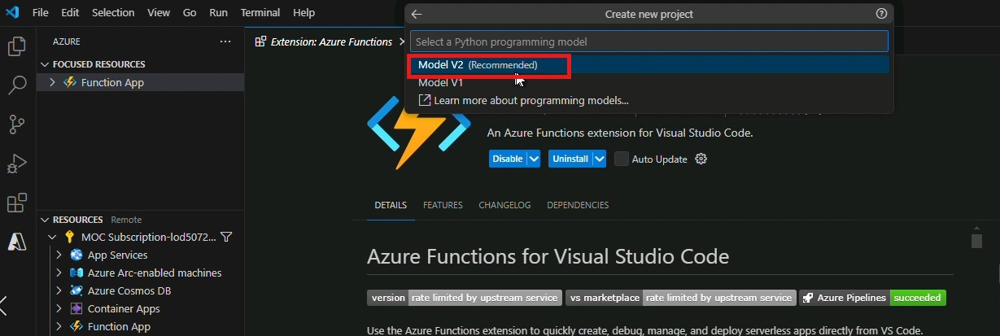 File Edit Selection View Go Run Terminal Help
Create new project
AZURE
Extension: Azure Functions
Select a Python programming model
FOCUSED RESOURCES
Model V2 (Recommended)
Function App
Model V1
Learn more about programming models...
An Azure Functions extension for Visual Studio Code.
Disable Uninstall Auto Update
DETAILS FEATURES CHANGELOG DEPENDENCIES
RESOURCES Remote
MOC Subscription-lod5072...
App Services
Azure Functions for Visual Studio Code
Azure Arc-enabled machines
Azure Cosmos DB
version rate limited by upstream service vs marketplace rate limited by upstream service Azure Pipelines succeeded
Container Apps
Function App
Use the Azure Functions extension to quickly create, debug, manage, and deploy serverless apps directly from VS Code.